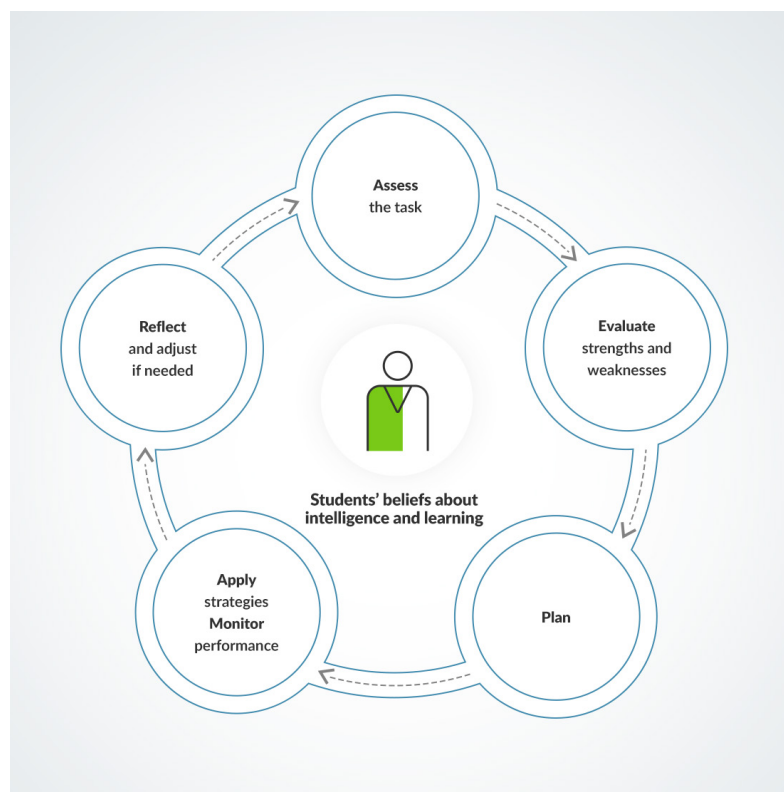 Assess
the task
Evaluate
strengths and
weaknesses
Plan
Apply
strategies
Monitor
performance
Reflect
and adjust
if needed
Students’ beliefs about
intelligence and learning